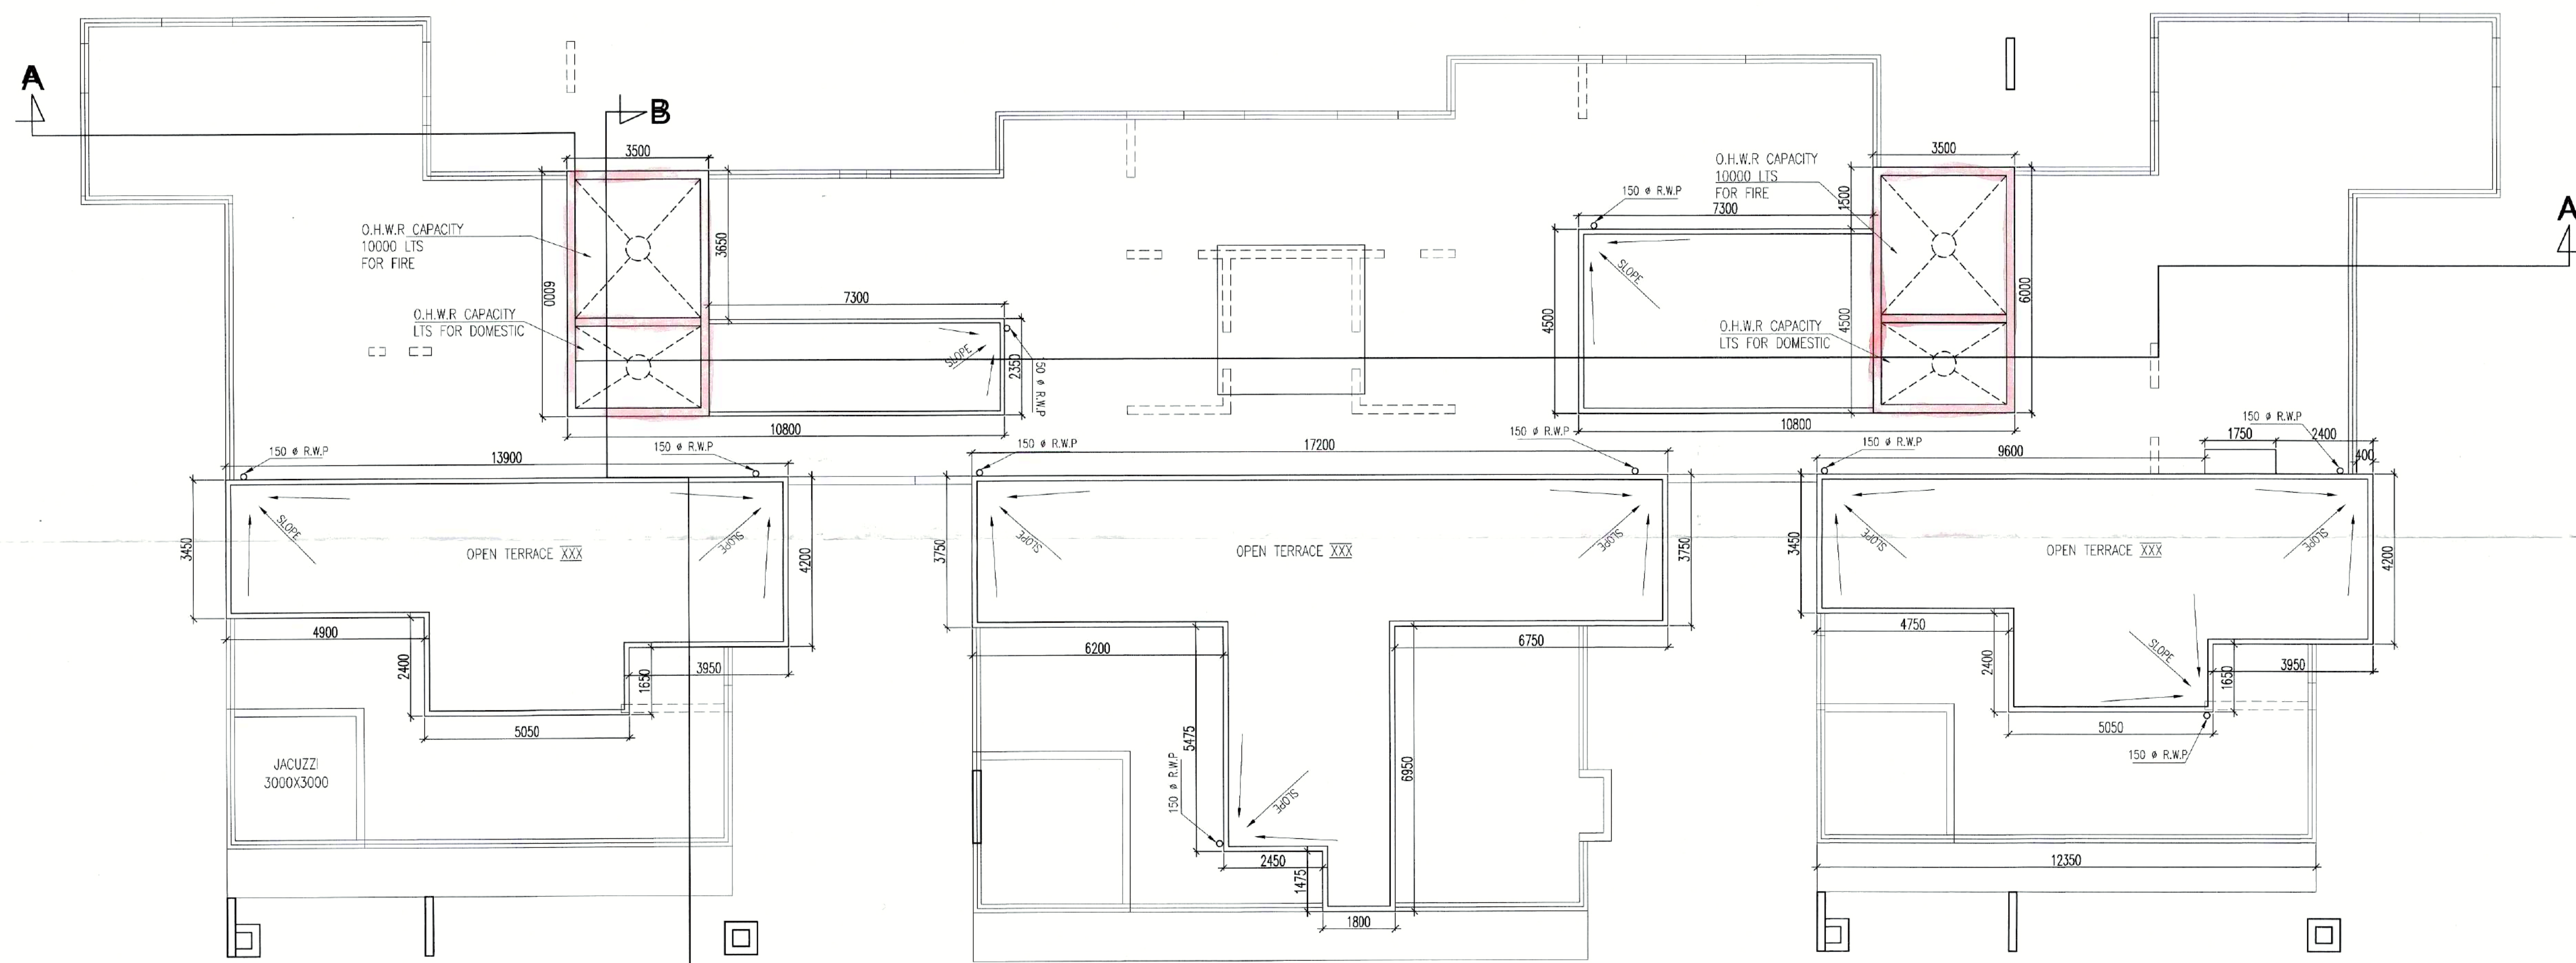 A
B
3500
O.H.W.R CAPACITY
10000 LTS
FOR FIRE
3650
6000
7300
O.H.W.R CAPACITY
LTS FOR DOMESTIC
SLOPE
2350
10800
O.H.W.R CAPACITY
10000 LTS
FOR FIRE
3500
1500
150 ø R.W.P
7300
SLOPE
4500
4500
6000
O.H.W.R CAPACITY
LTS FOR DOMESTIC
10800
A
150 ø R.W.P
13900
150 ø R.W.P
3450
SLOPE
SLOPE
OPEN TERRACE XXX
4200
4900
3950
2400
1650
5050
JACUZZI
3000X3000
150 ø R.W.P
17200
150 ø R.W.P
3750
SLOPE
SLOPE
OPEN TERRACE XXX
3750
6200
6750
5475
6950
150 ø R.W.P
SLOPE
2450
1475
1800
150 ø R.W.P
9600
1750
2400
150 ø R.W.P
400
3450
SLOPE
SLOPE
OPEN TERRACE XXX
4200
4750
SLOPE
3950
2400
1650
5050
150 ø R.W.P
12350